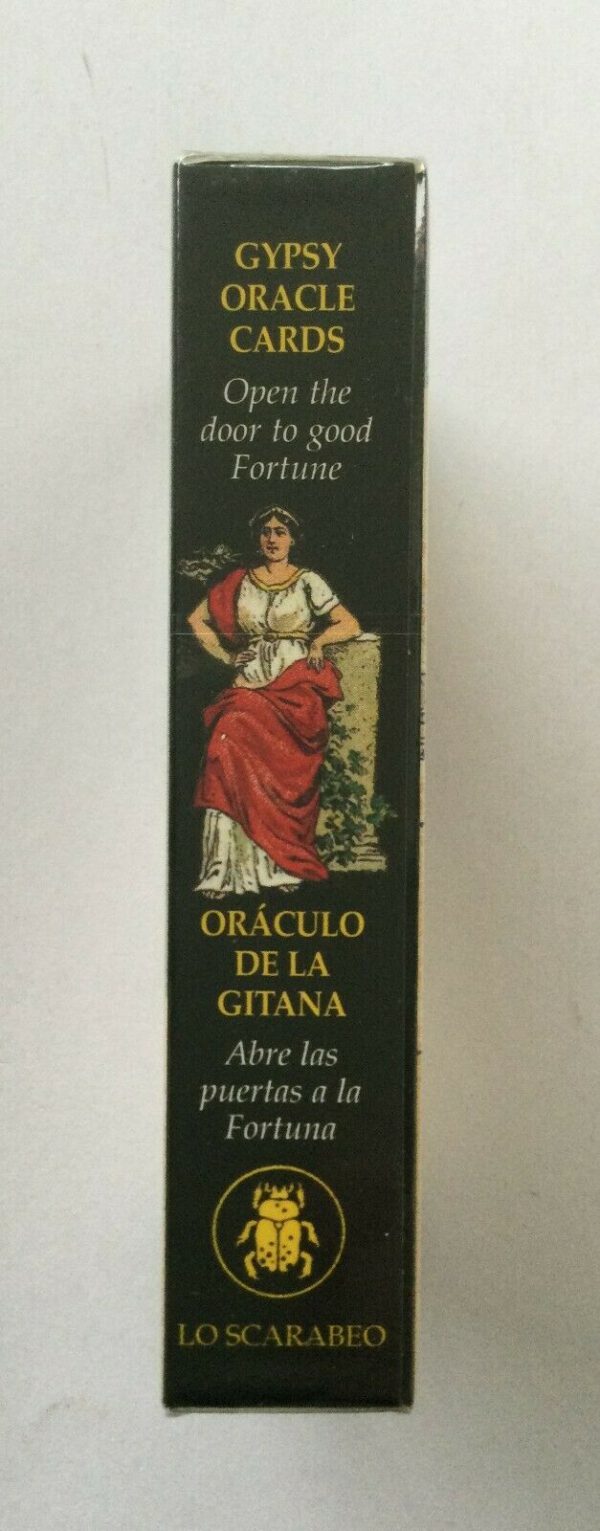 GYPSY
ORACLE
CARDS
Open the
door to good
Fortune
ORÁCULO
DE LA
GITANA
Abre las
puertas a la
Fortuna
LO SCARABEO